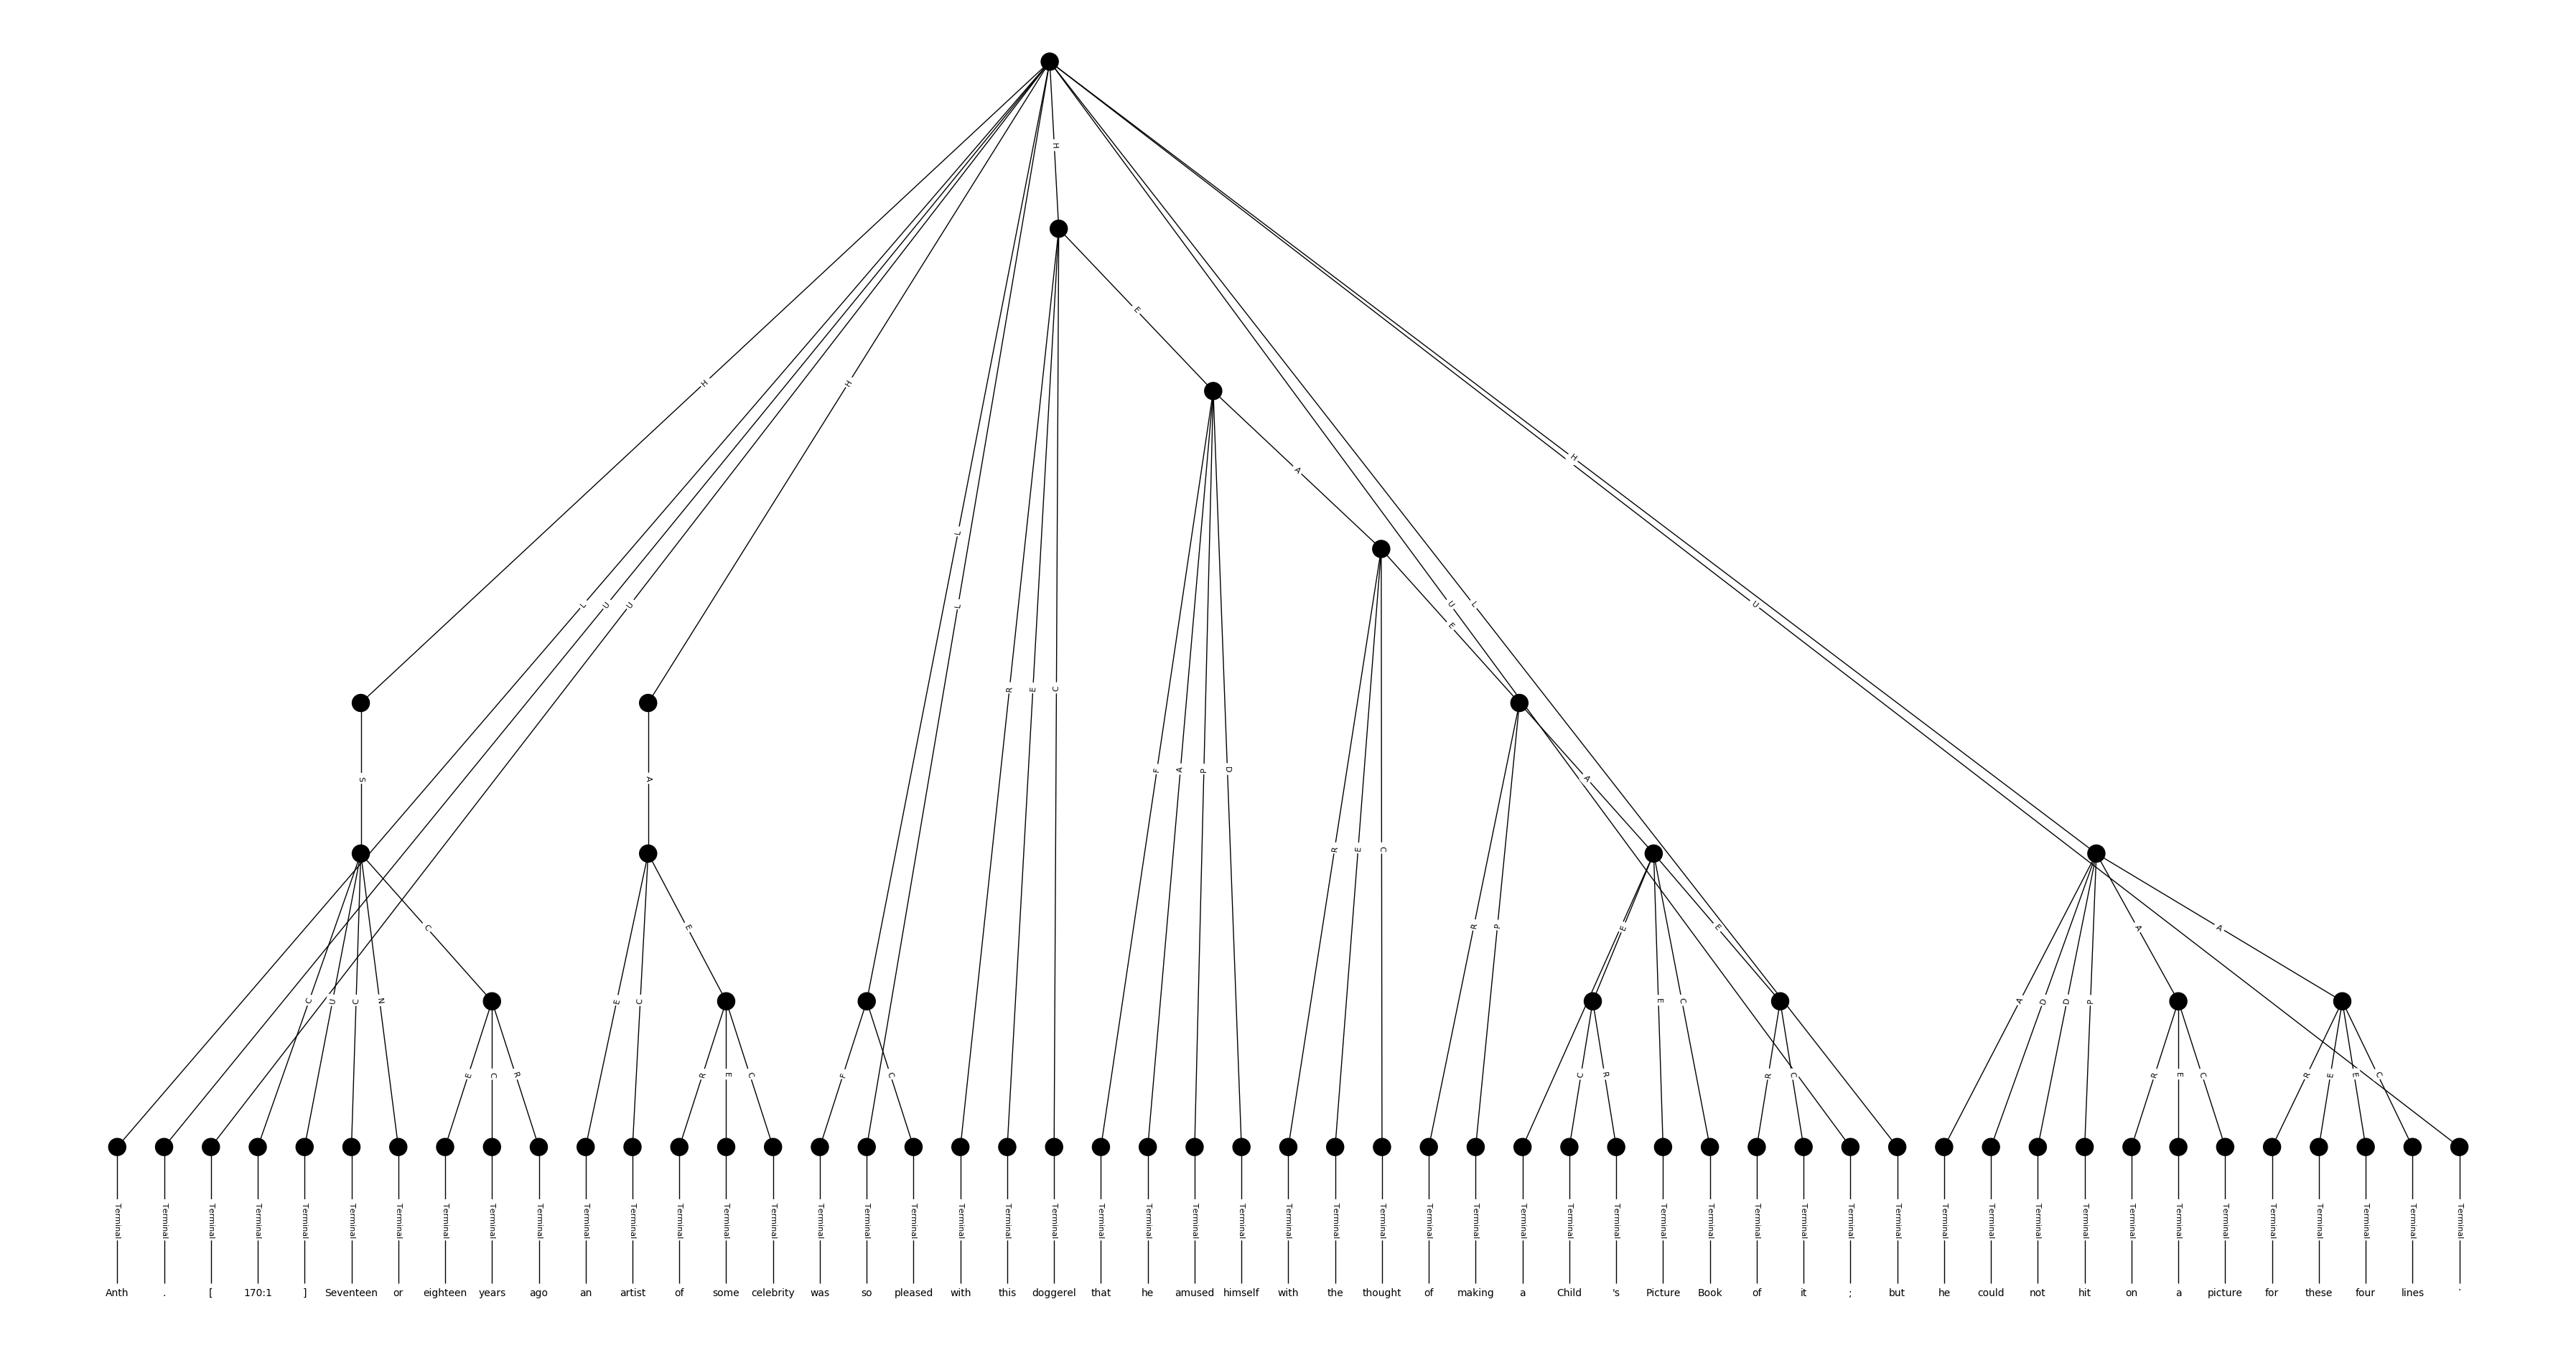 H
H
E
H
A
H
L
L U U L U L U
E
R E C
F A P D
S A A
R E C
C E R P E E A A
C U C N E C E C A D D P
E C R R E C F C C R R C R E C R E E C
Terminal Terminal Terminal Terminal Terminal Terminal Terminal Terminal Terminal Terminal Terminal Terminal Terminal Terminal Terminal Terminal Terminal Terminal Terminal Terminal Terminal Terminal Terminal Terminal Terminal Terminal Terminal Terminal Terminal Terminal Terminal Terminal Terminal Terminal Terminal Terminal Terminal Terminal Terminal Terminal Terminal Terminal Terminal Terminal Terminal Terminal Terminal Terminal Terminal Terminal Terminal
Anth . [ 170:1 ] Seventeen or eighteen years ago an artist of some celebrity was so pleased with this doggerel that he amused himself with the thought of making a Child 's Picture Book of it ; but he could not hit on a picture for these four lines